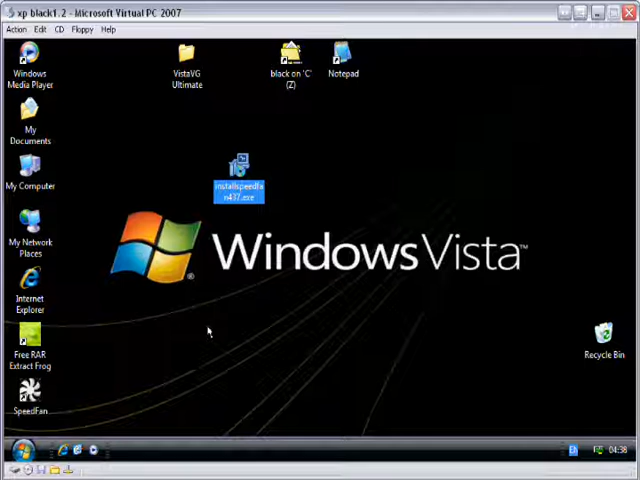 xp black1.2 - Microsoft Virtual PC 2007
Action Edit CD Floppy Help
Windows
Media Player
VistaVG
Ultimate
black on 'C'
(Z)
Notepad
My
Documents
My Computer
installspeedfa
n437.exe
My Network
Places
Windows Vista™
Internet
Explorer
Free RAR
Extract Frog
Recycle Bin
SpeedFan
04:38